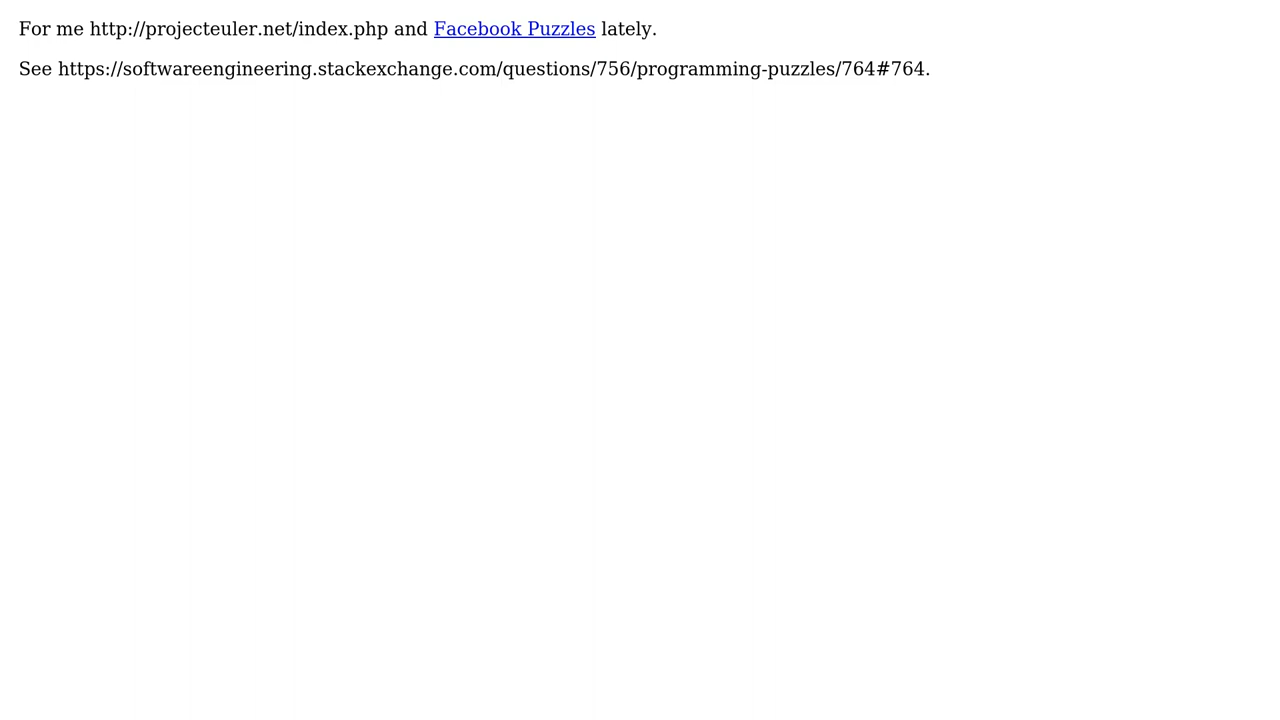 For me http://projecteuler.net/index.php and Facebook Puzzles lately.
See https://softwareengineering.stackexchange.com/questions/756/programming-puzzles/764#764.